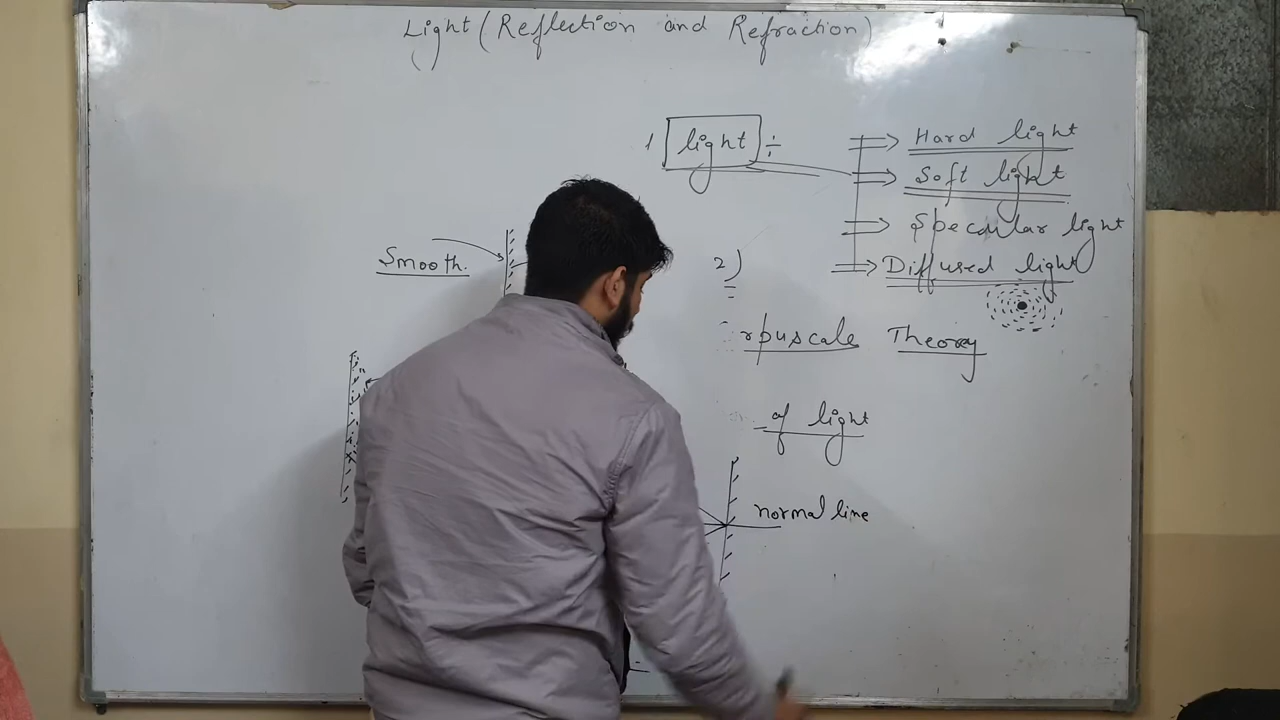 Light (Reflection and Refraction)
1 light ÷
Hard light
Soft light
Specular light
Diffused light
Smooth.
2)
rpuscale Theory
of light
normal line